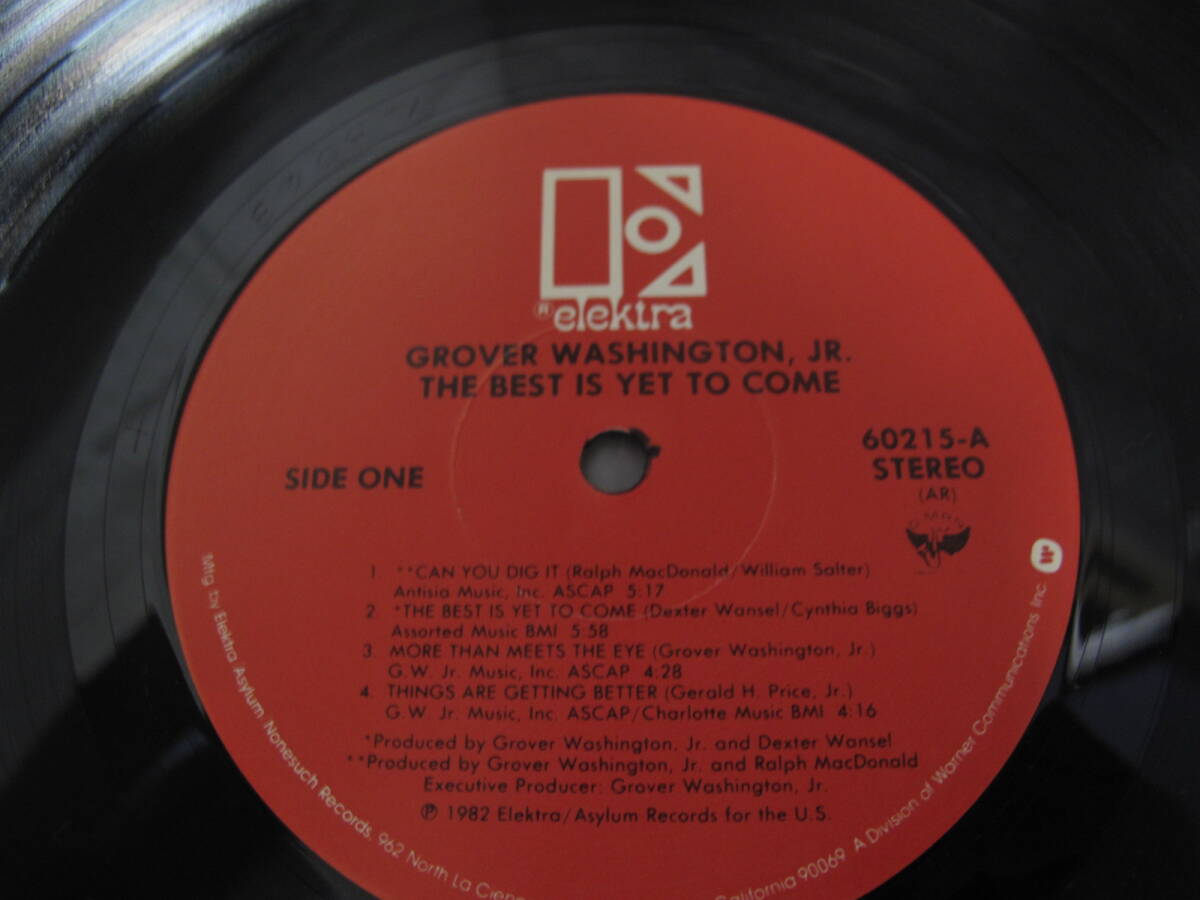 ® elektra
GROVER WASHINGTON, JR.
THE BEST IS YET TO COME
60215-A
SIDE ONE
STEREO
(AR)
1. **CAN YOU DIG IT (Ralph MacDonald/William Salter)
Antisia Music, Inc. ASCAP 5:17
2. *THE BEST IS YET TO COME (Dexter Wansel/Cynthia Biggs)
Assorted Music BMI 5:58
3. MORE THAN MEETS THE EYE (Grover Washington, Jr.)
G.W. Jr. Music, Inc. ASCAP 4:28
4. THINGS ARE GETTING BETTER (Gerald H. Price, Jr.)
G.W. Jr. Music, Inc. ASCAP/Charlotte Music BMI 4:16
*Produced by Grover Washington, Jr. and Dexter Wansel
**Produced by Grover Washington, Jr. and Ralph MacDonald
Executive Producer: Grover Washington, Jr.
℗ 1982 Elektra/Asylum Records for the U.S.
Mfg by Elektra Asylum Nonesuch Records, 962 North La California 90069 A Division of Warner Communications Inc.